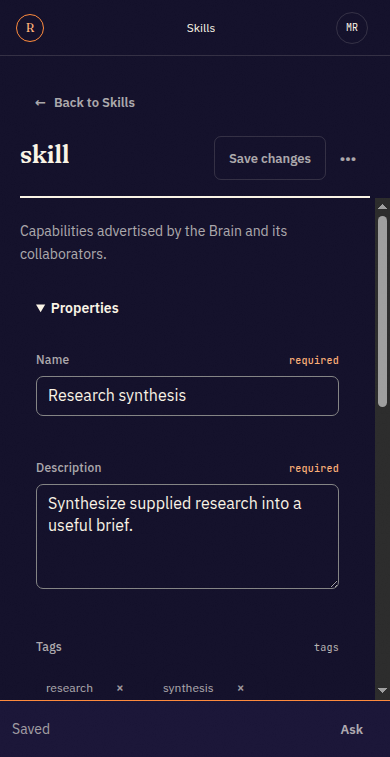 R
Skills
MR
← Back to Skills
skill
Save changes
•••
Capabilities advertised by the Brain and its
collaborators.
▼ Properties
Name required
Research synthesis
Description required
Synthesize supplied research into a
useful brief.
Tags tags
research × synthesis ×
Saved Ask